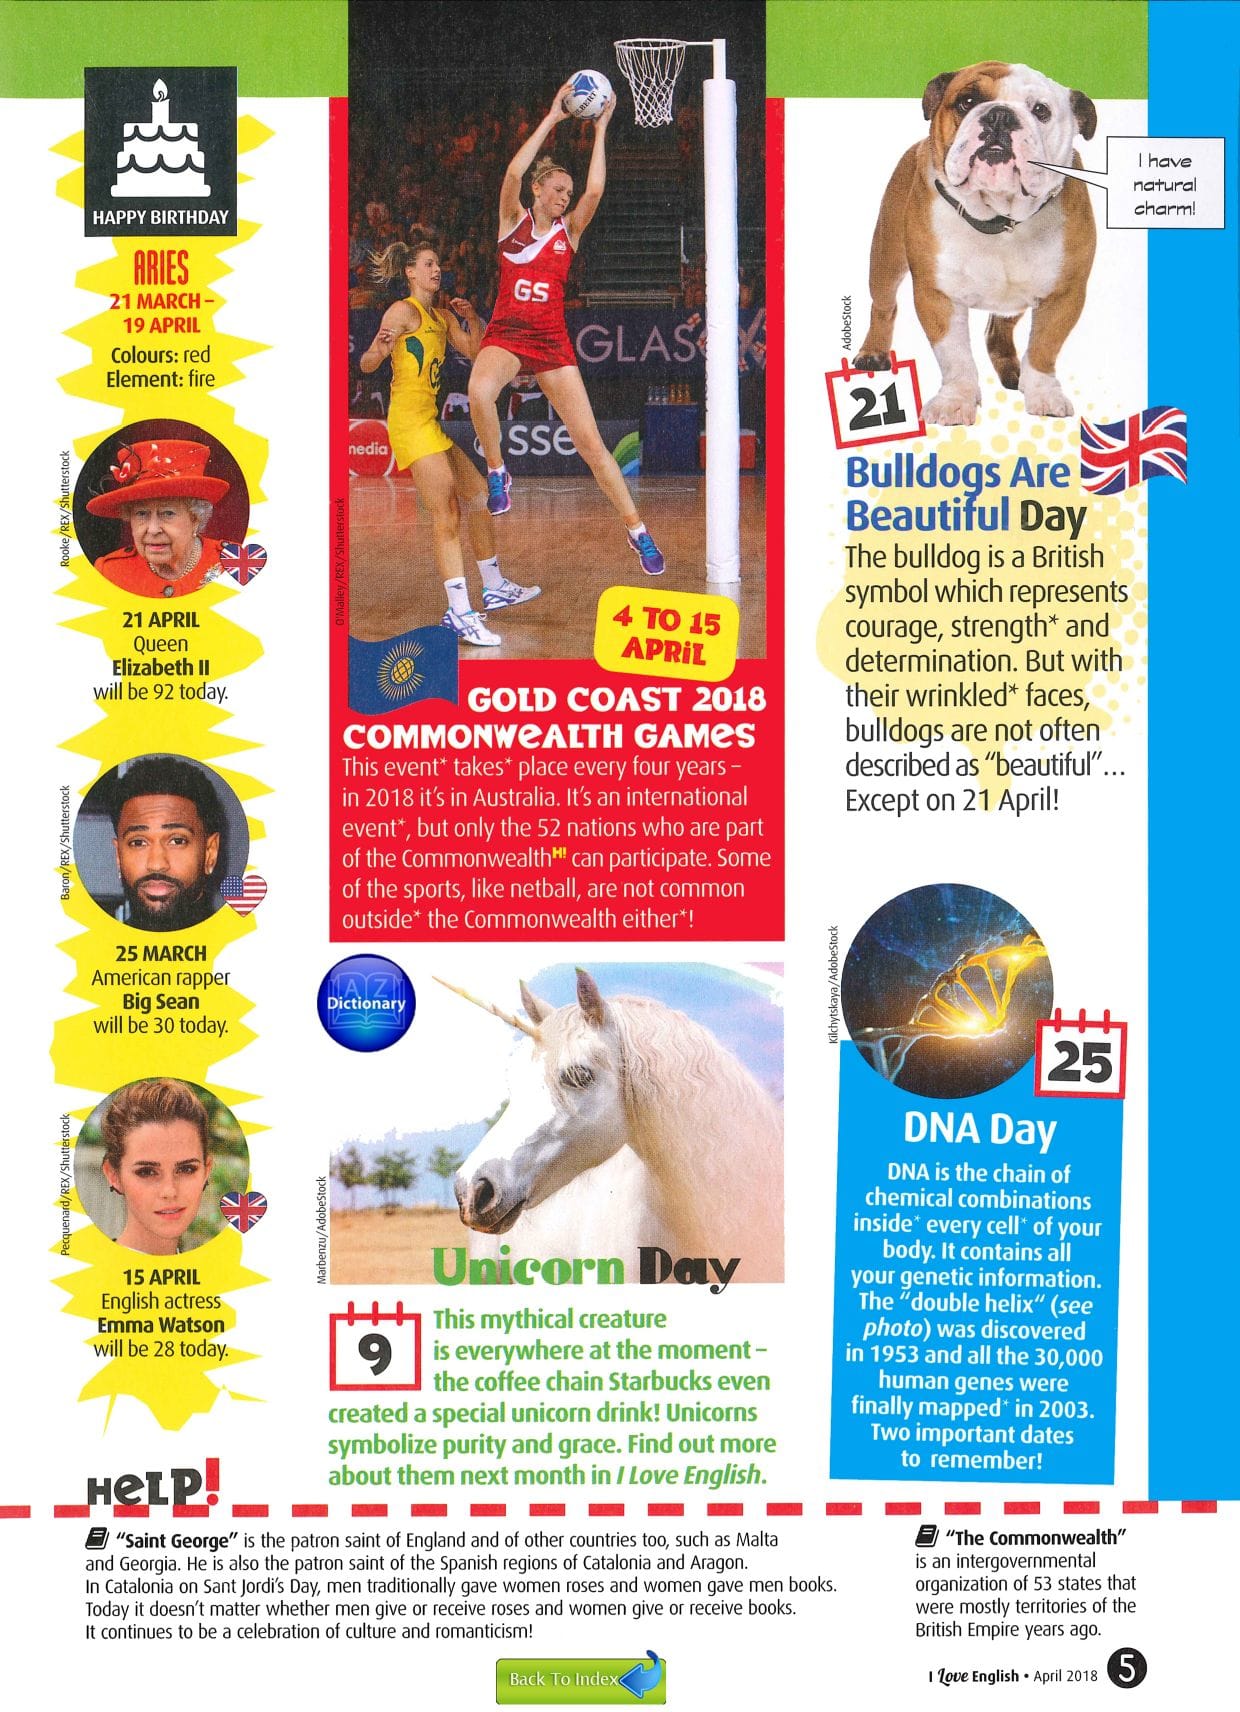 HAPPY BIRTHDAY
ARIES
21 MARCH –
19 APRIL
Colours: red
Element: fire
Rooke/REX/Shutterstock
21 APRIL
Queen
Elizabeth II
will be 92 today.
Baron/REX/Shutterstock
25 MARCH
American rapper
Big Sean
will be 30 today.
Pecquenard/REX/Shutterstock
15 APRIL
English actress
Emma Watson
will be 28 today.
GILBERT
GS
GLAS
sse
media
O'Malley/REX/Shutterstock
4 TO 15
APRiL
GOLD COAST 2018
COMMONWeALTH GAMeS
This event* takes* place every four years –
in 2018 it's in Australia. It's an international
event*, but only the 52 nations who are part
of the CommonwealthH! can participate. Some
of the sports, like netball, are not common
outside* the Commonwealth either*!
A Z
Dictionary
Marbenzu/AdobeStock
Unicorn Day
9
This mythical creature
is everywhere at the moment –
the coffee chain Starbucks even
created a special unicorn drink! Unicorns
symbolize purity and grace. Find out more
about them next month in I Love English.
I have
natural
charm!
AdobeStock
21
Bulldogs Are
Beautiful Day
The bulldog is a British
symbol which represents
courage, strength* and
determination. But with
their wrinkled* faces,
bulldogs are not often
described as “beautiful”…
Except on 21 April!
Kilchytskaya/AdobeStock
25
DNA Day
DNA is the chain of
chemical combinations
inside* every cell* of your
body. It contains all
your genetic information.
The “double helix“ (see
photo) was discovered
in 1953 and all the 30,000
human genes were
finally mapped* in 2003.
Two important dates
to remember!
HeLP!
“Saint George” is the patron saint of England and of other countries too, such as Malta
and Georgia. He is also the patron saint of the Spanish regions of Catalonia and Aragon.
In Catalonia on Sant Jordi's Day, men traditionally gave women roses and women gave men books.
Today it doesn't matter whether men give or receive roses and women give or receive books.
It continues to be a celebration of culture and romanticism!
“The Commonwealth”
is an intergovernmental
organization of 53 states that
were mostly territories of the
British Empire years ago.
Back To Index
I Love English • April 2018 5